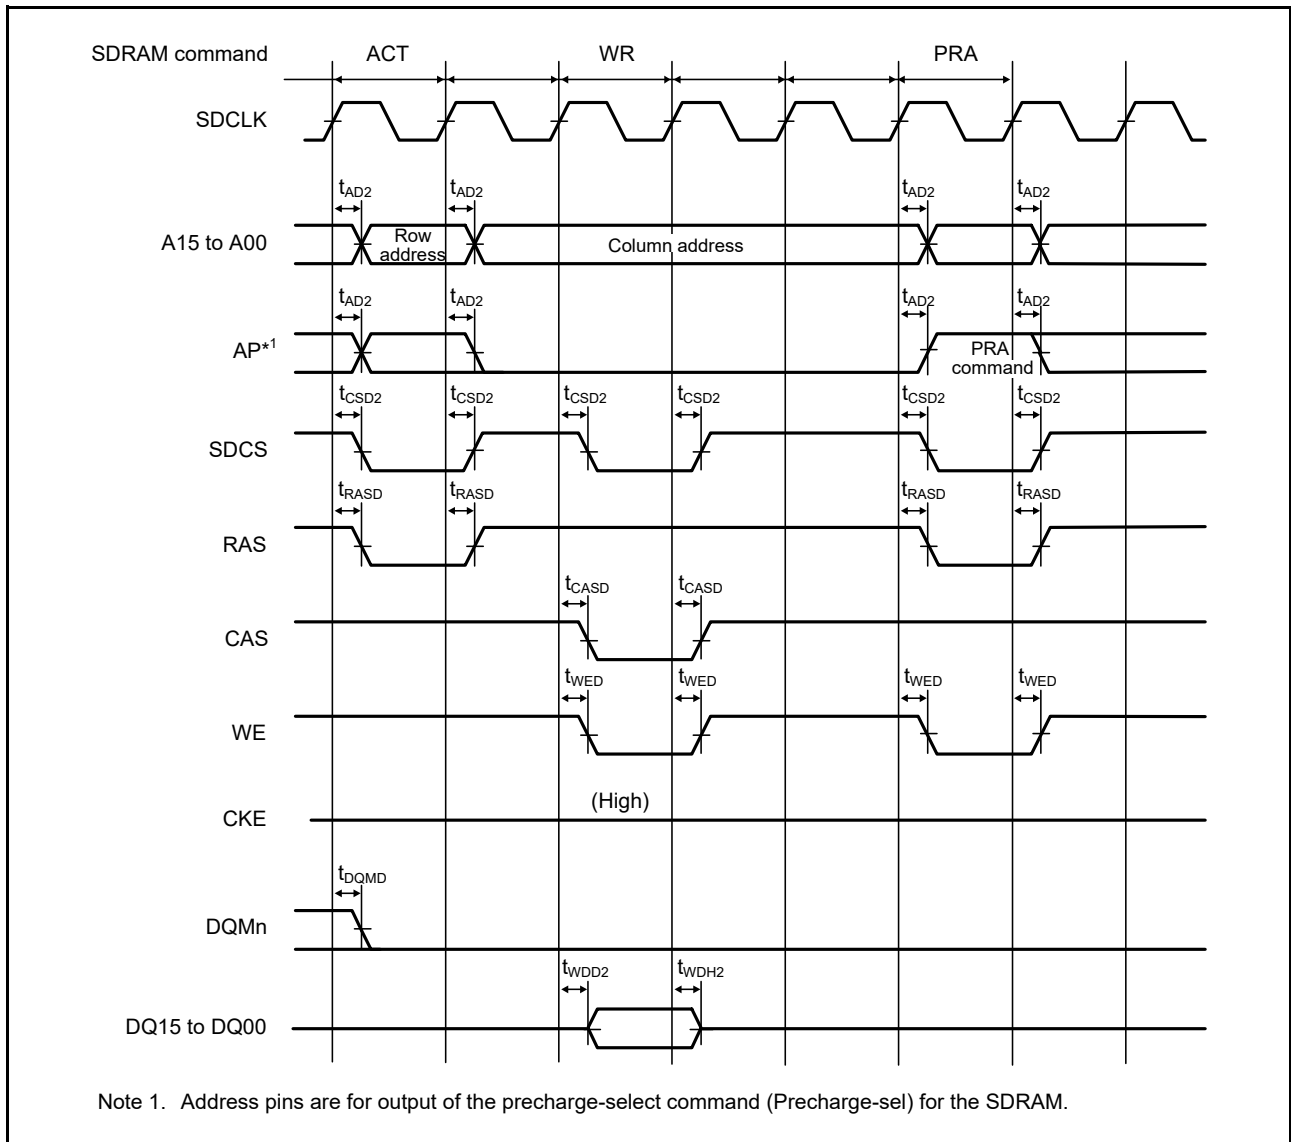 SDRAM command ACT WR PRA
SDCLK
tAD2 tAD2 tAD2 tAD2
A15 to A00 Row address Column address
tAD2 tAD2 tAD2 tAD2
AP*1 PRA command
tCSD2 tCSD2 tCSD2 tCSD2 tCSD2 tCSD2
SDCS
tRASD tRASD tRASD tRASD
RAS
tCASD tCASD
CAS
tWED tWED tWED tWED
WE
(High)
CKE
tDQMD
DQMn
tWDD2 tWDH2
DQ15 to DQ00
Note 1. Address pins are for output of the precharge-select command (Precharge-sel) for the SDRAM.